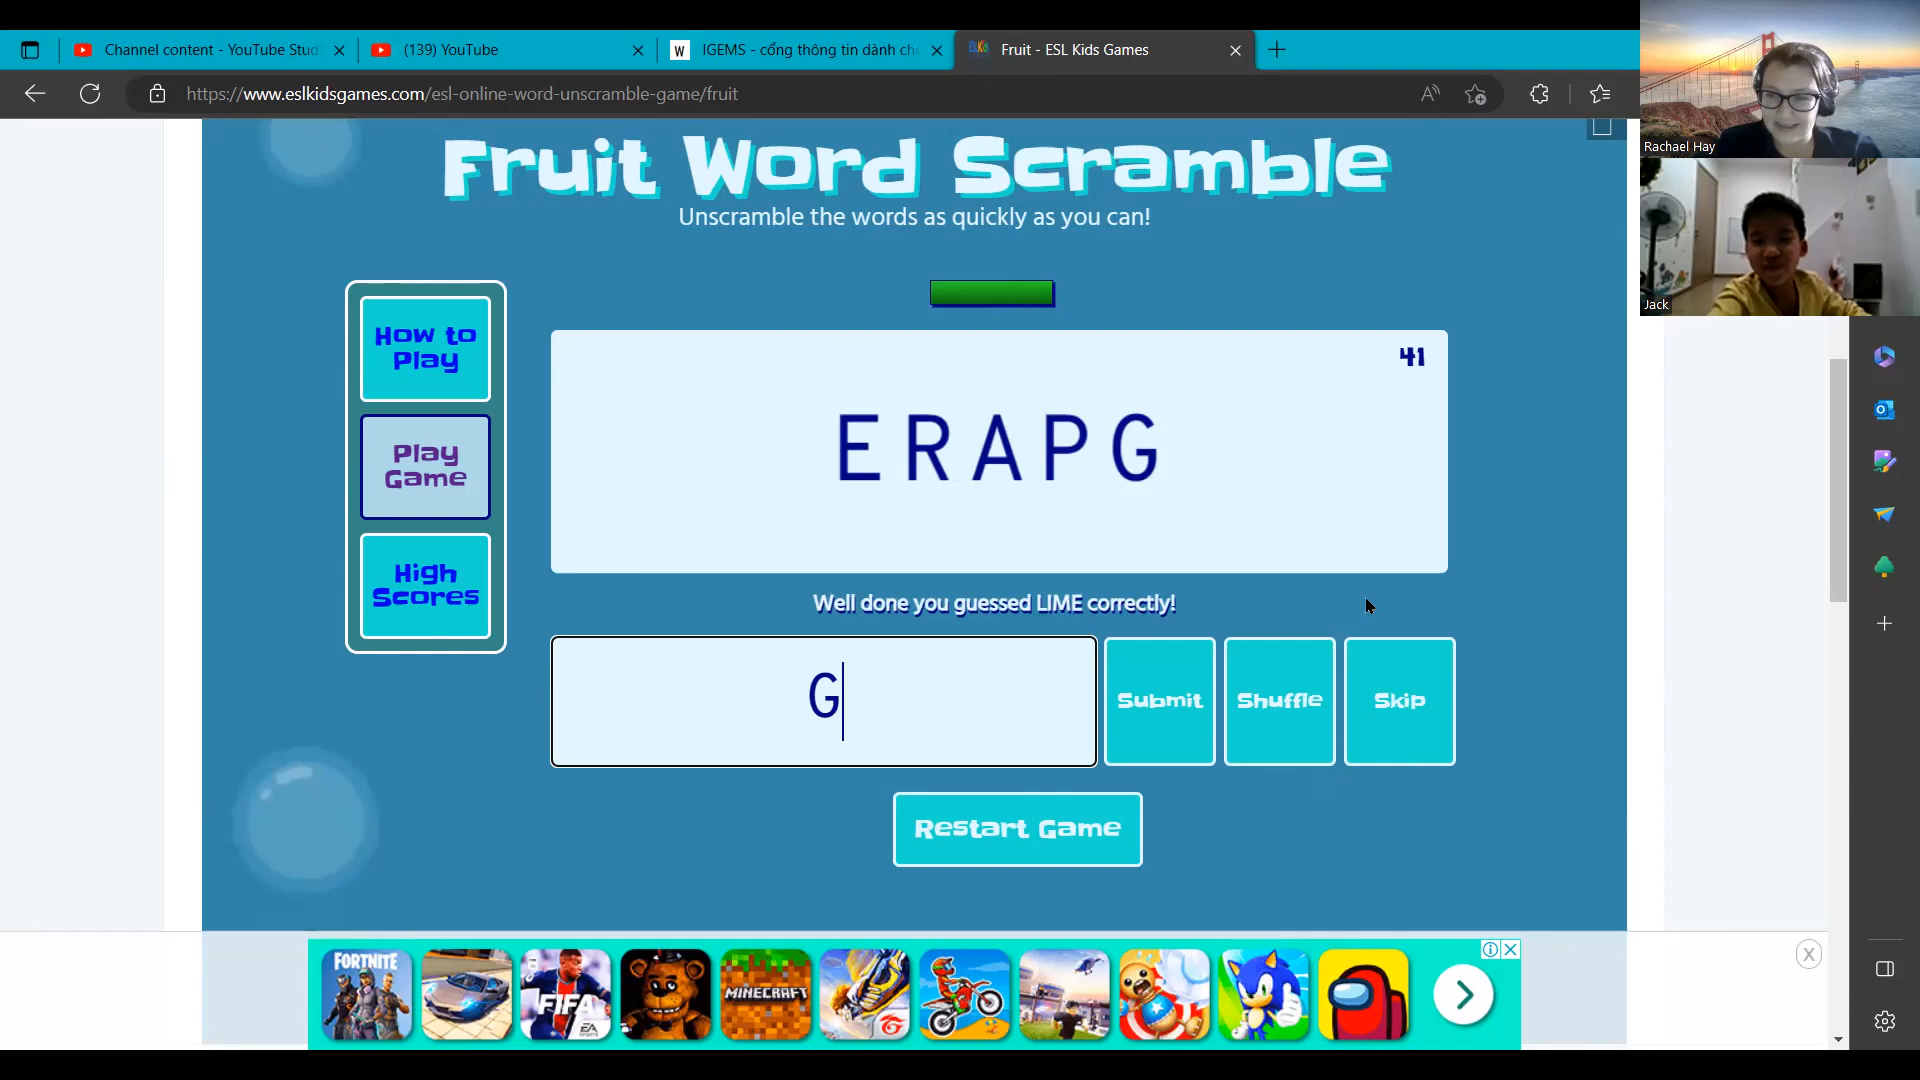 Channel content - YouTube Stud
(139) YouTube
W
IGEMS - cổng thông tin dành ch
Fruit - ESL Kids Games
https://www.eslkidsgames.com/esl-online-word-unscramble-game/fruit
Rachael Hay
Jack
Fruit Word Scramble
Unscramble the words as quickly as you can!
How to
Play
Play
Game
High
Scores
41
ERAPG
Well done you guessed LIME correctly!
G
Submit
Shuffle
Skip
Restart Game
FORTNITE
FIFA
EA
MINECRAFT
X